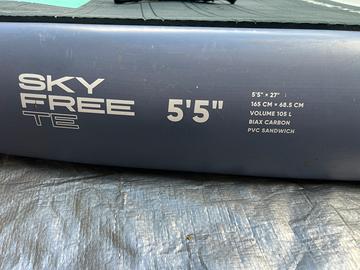 SKY
FREE
TE
5'5"
5'5" × 27"
165 CM × 68.5 CM
VOLUME 105 L
BIAX CARBON
PVC SANDWICH